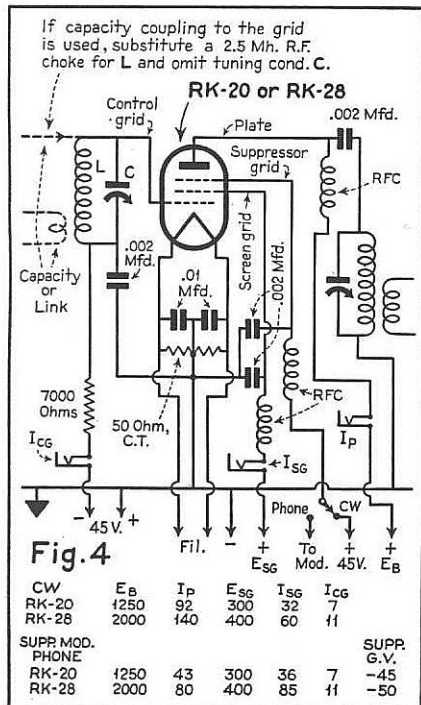 If capacity coupling to the grid
is used, substitute a 2.5 Mh. R.F.
choke for L and omit tuning cond. C.
RK-20 or RK-28
Control
grid
Plate
.002 Mfd.
Suppressor
grid
RFC
L
C
.002
Mfd.
Screen grid
.01
Mfd.
.002 Mfd.
Capacity
or
Link
7000
Ohms
50 Ohm,
C.T.
RFC
ICG
ISG
IP
Phone
CW
- 45 V. +
Fil.
- +
ESG
To
Mod.
+
45V.
+
EB
Fig.4
CW EB IP ESG ISG ICG
RK-20 1250 92 300 32 7
RK-28 2000 140 400 60 11
SUPP. MOD.
PHONE
SUPP.
G.V.
RK-20 1250 43 300 36 7 -45
RK-28 2000 80 400 85 11 -50